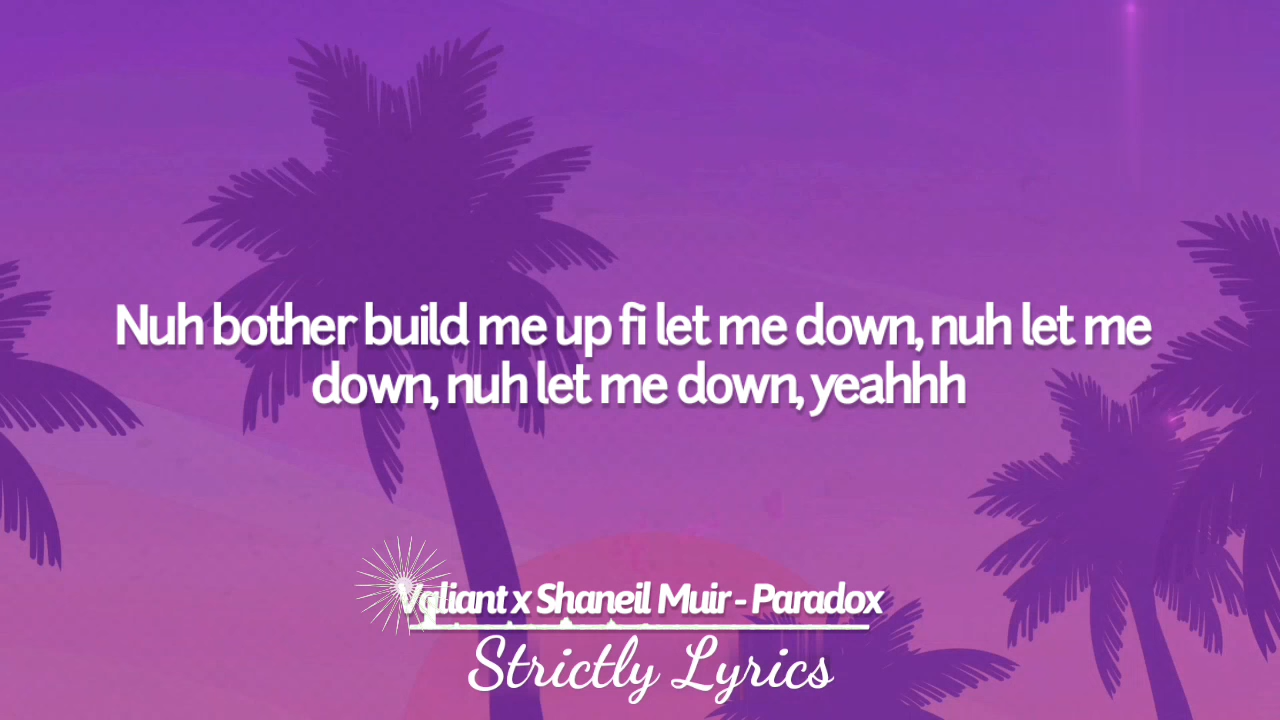 Nuh bother build me up fi let me down, nuh let me
down, nuh let me down, yeahhh
Valiant x Shaneil Muir - Paradox
Strictly Lyrics